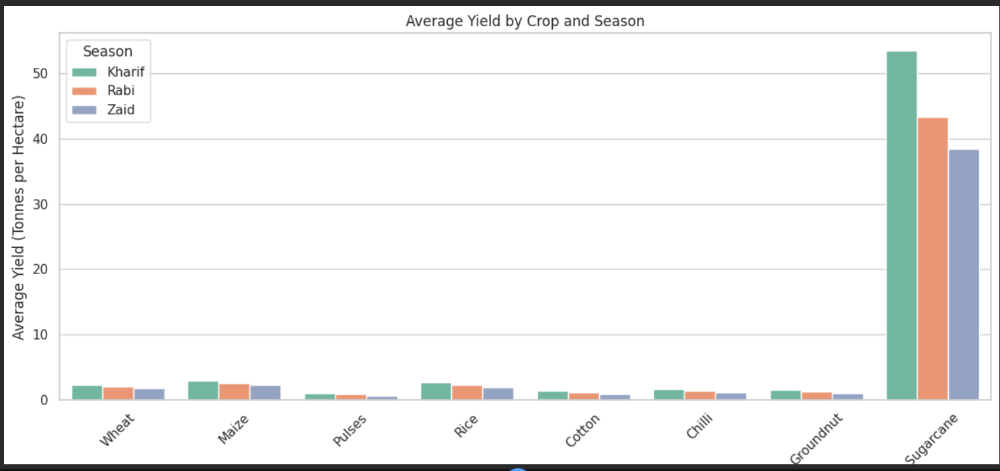 Average Yield by Crop and Season
Season
Kharif
Rabi
Zaid
Average Yield (Tonnes per Hectare)
50
40
30
20
10
0
Wheat
Maize
Pulses
Rice
Cotton
Chilli
Groundnut
Sugarcane